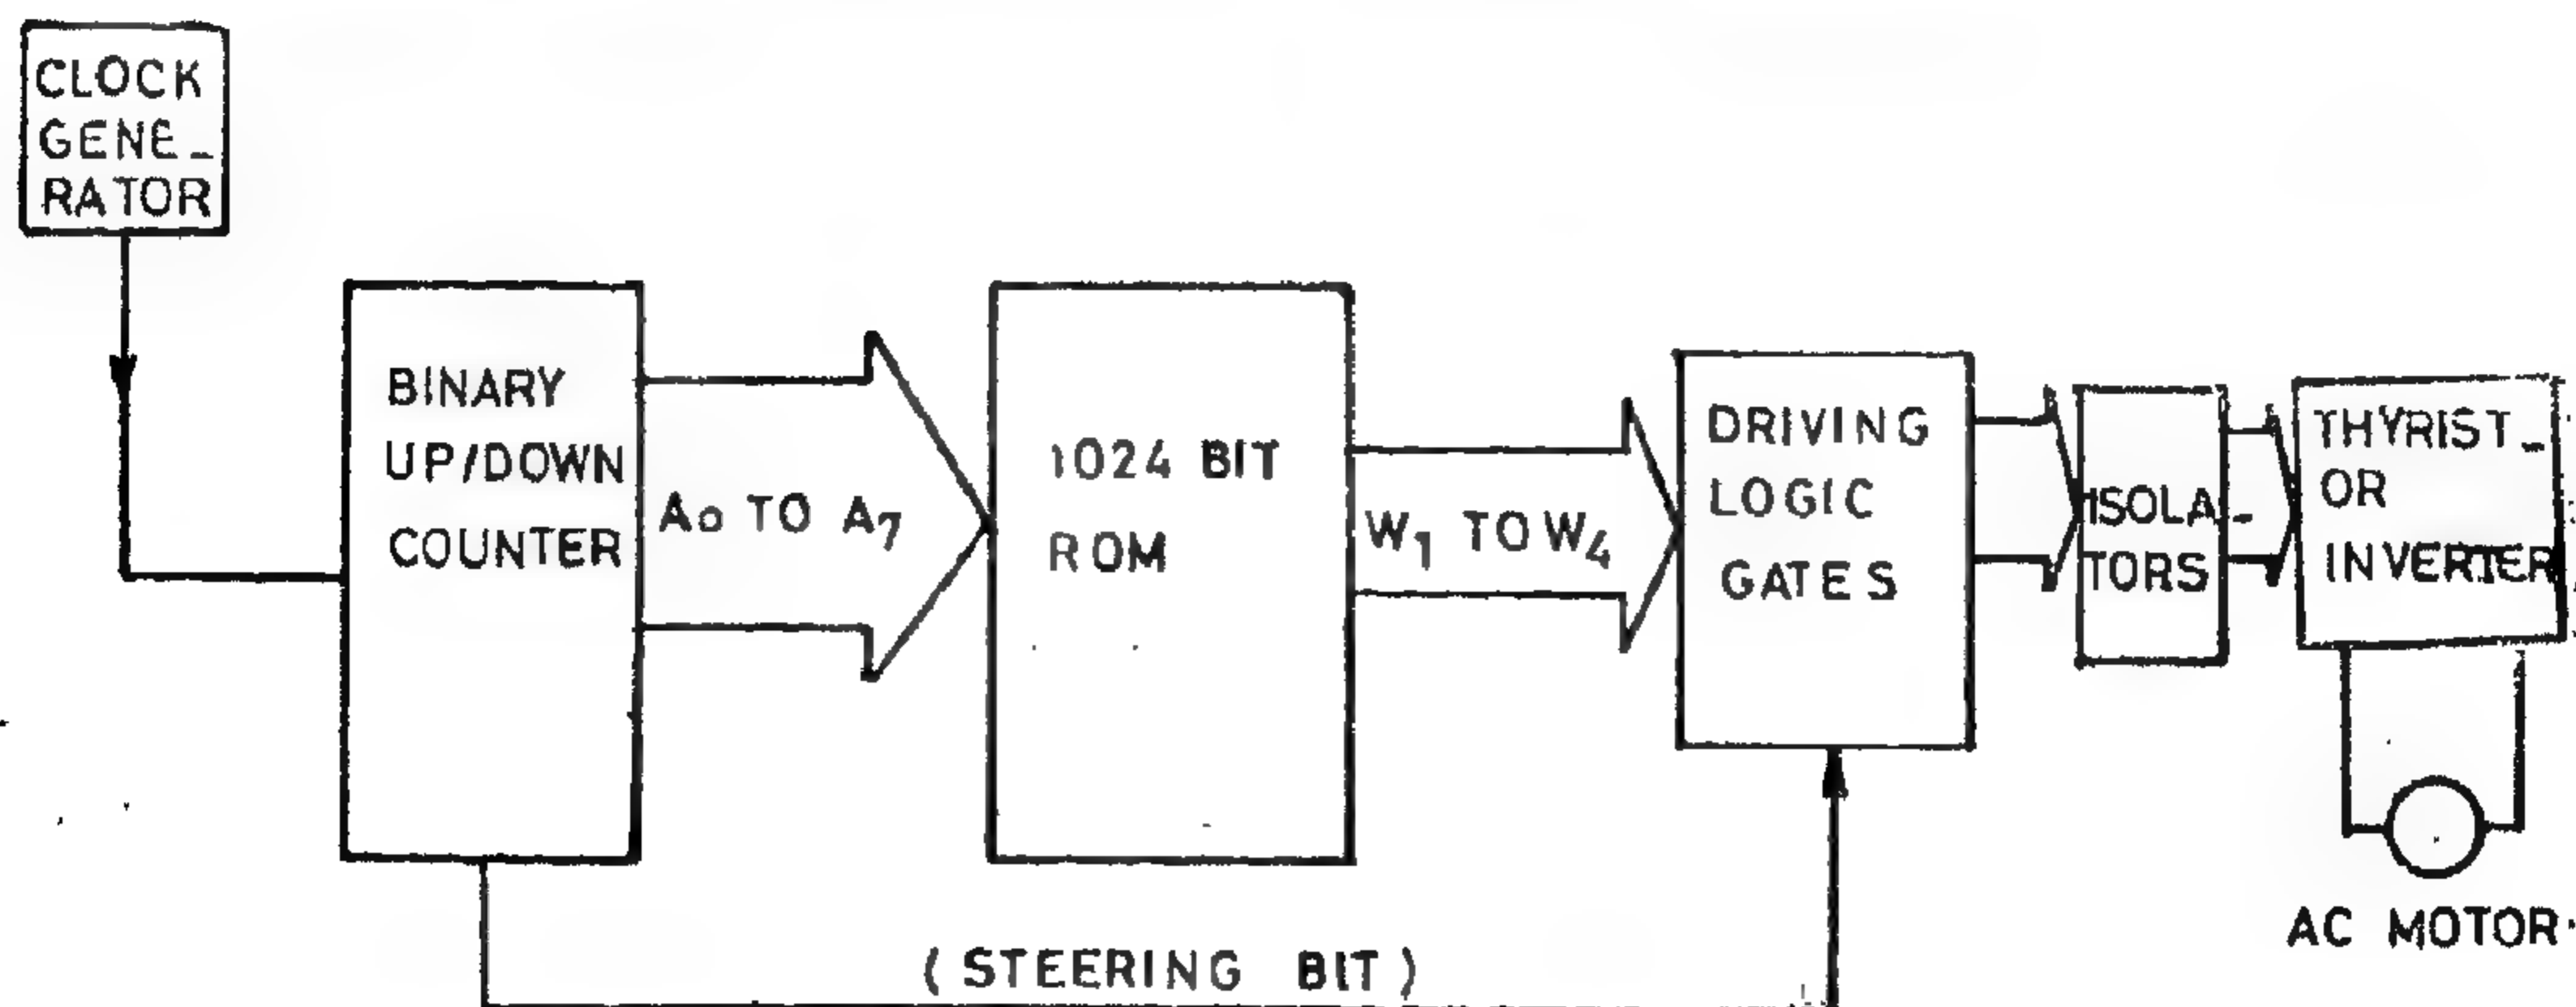 CLOCK
GENE_
RATOR
BINARY
UP/DOWN
COUNTER
A0 TO A7
1024 BIT
ROM
W1 TO W4
DRIVING
LOGIC
GATES
ISOLA_
TORS
THYRIST_
OR
INVERTER
AC MOTOR.
(STEERING BIT)